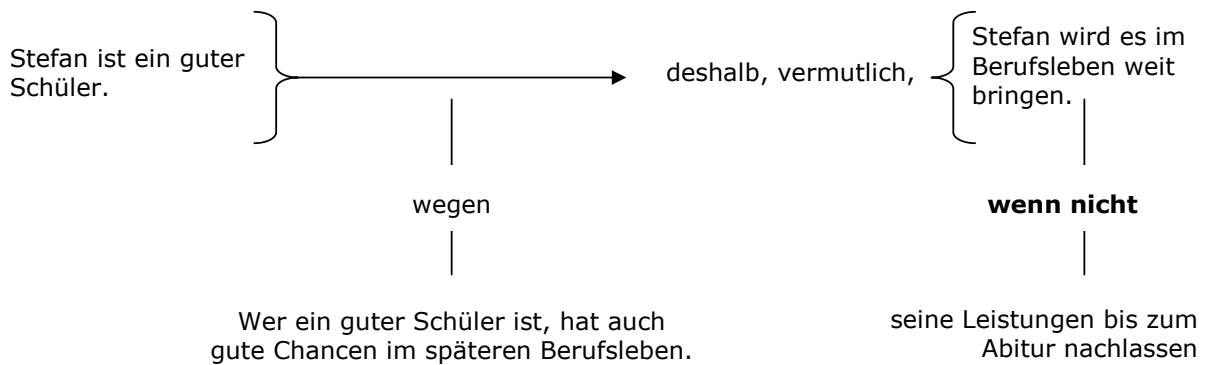 Stefan ist ein guter
Schüler.
deshalb, vermutlich,
Stefan wird es im
Berufsleben weit
bringen.
wegen
wenn nicht
Wer ein guter Schüler ist, hat auch
gute Chancen im späteren Berufsleben.
seine Leistungen bis zum
Abitur nachlassen